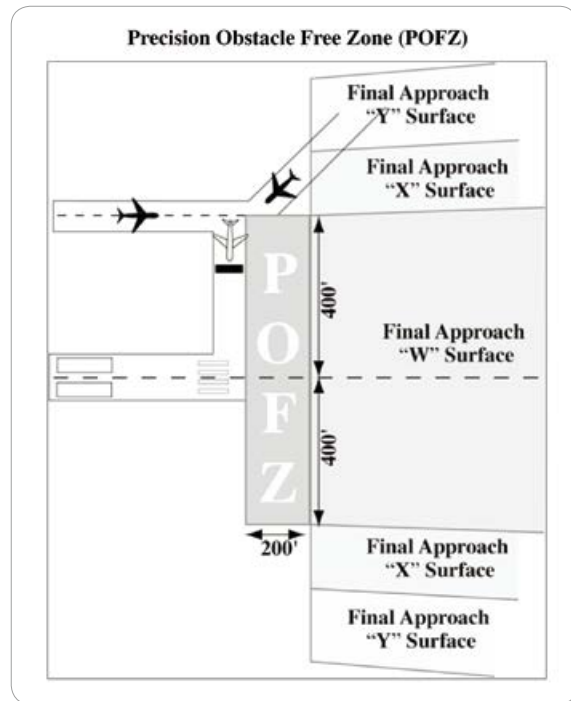 Precision Obstacle Free Zone (POFZ)
Final Approach
“Y” Surface
Final Approach
“X” Surface
P
O
F
Z
400'
Final Approach
“W” Surface
400'
200'
Final Approach
“X” Surface
Final Approach
“Y” Surface